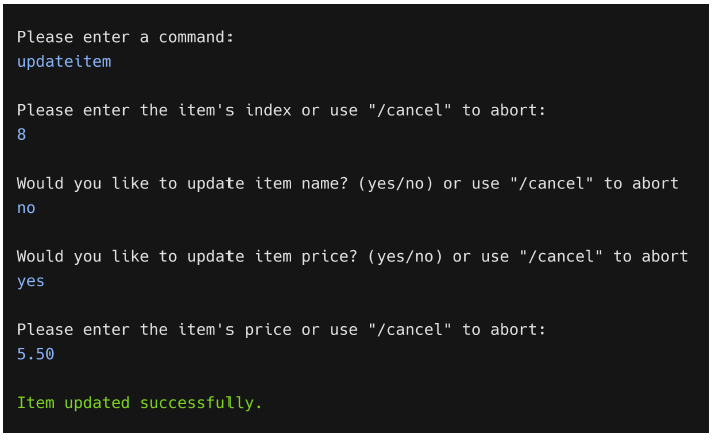 Please enter a command:
updateitem
Please enter the item's index or use "/cancel" to abort:
8
Would you like to update item name? (yes/no) or use "/cancel" to abort
no
Would you like to update item price? (yes/no) or use "/cancel" to abort
yes
Please enter the item's price or use "/cancel" to abort:
5.50
Item updated successfully.